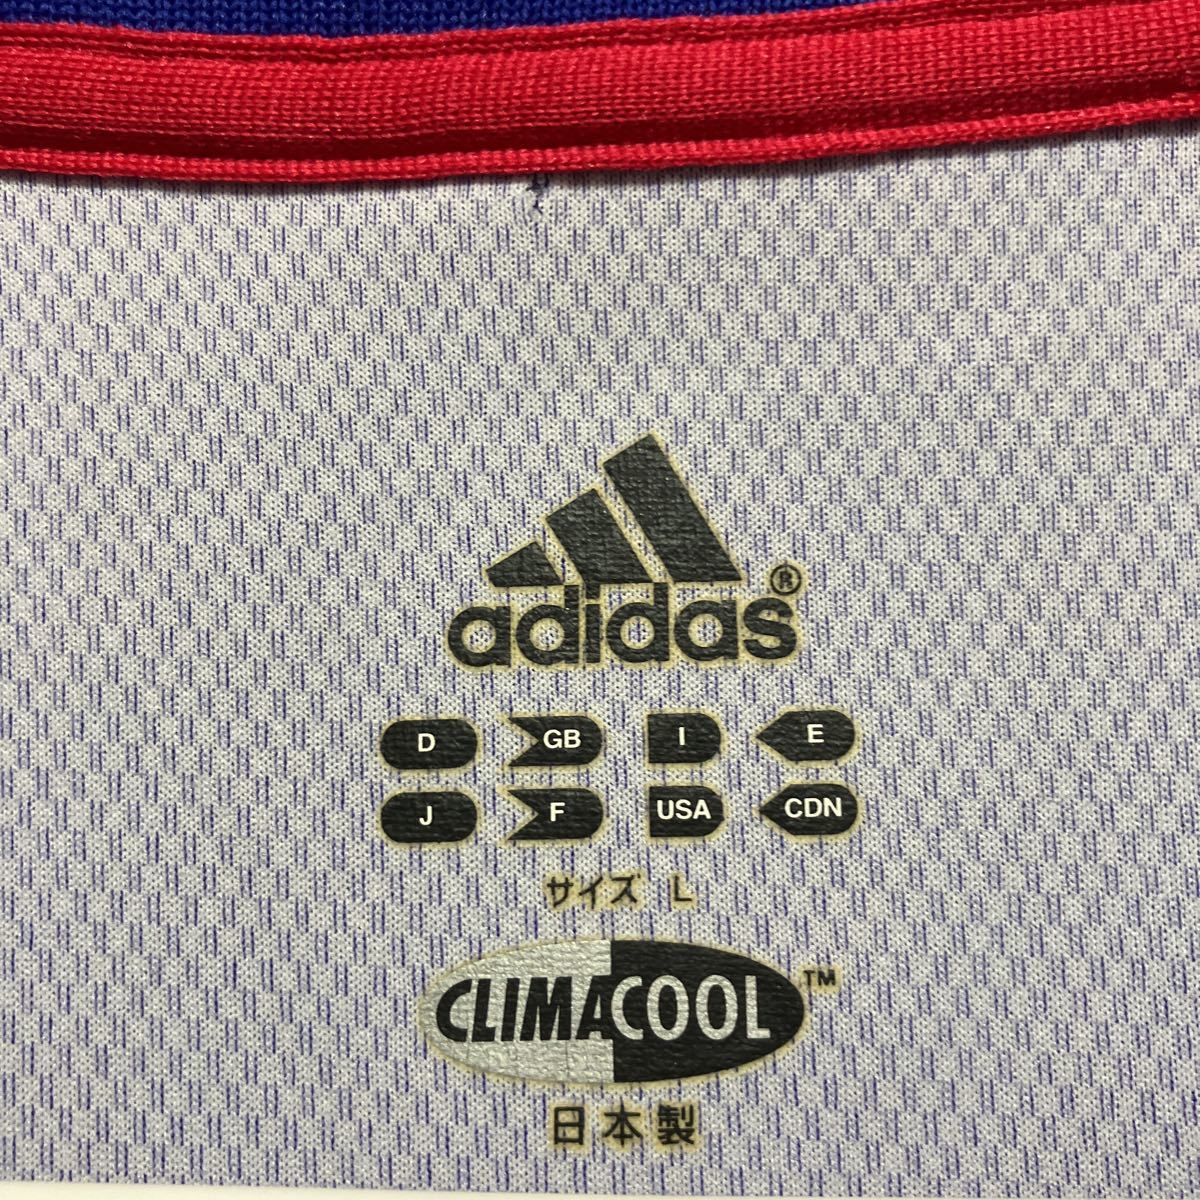 adidas®
D GB I E
J F USA CDN
サイズ L
CLIMACOOL™
日本製